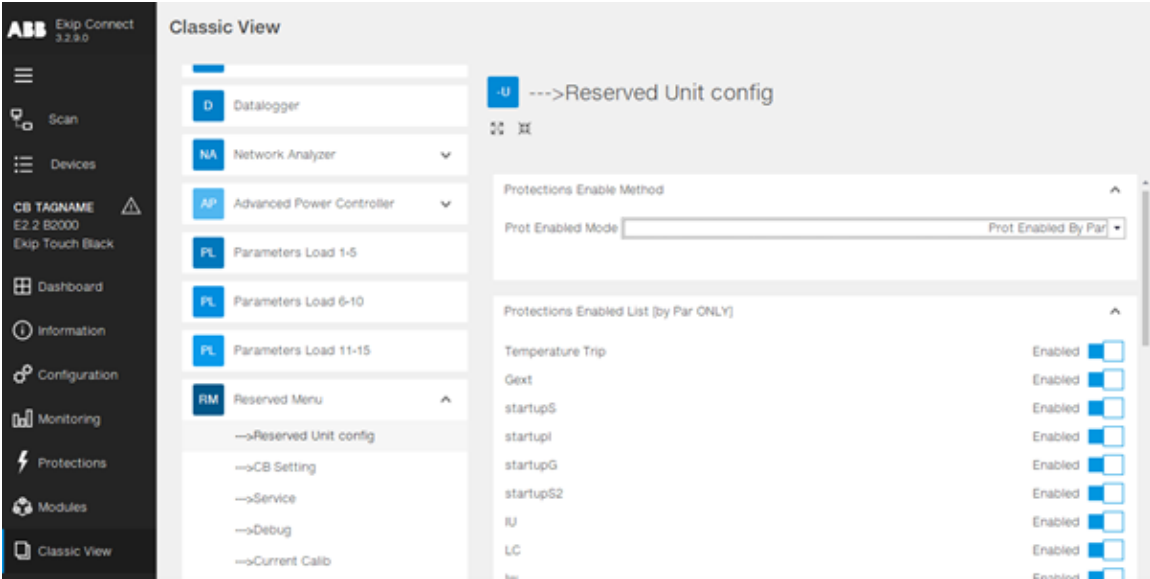 ABB Ekip Connect
3.2.9.0
Scan
Devices
CB TAGNAME
E2.2 B2000
Ekip Touch Black
Dashboard
Information
Configuration
Monitoring
Protections
Modules
Classic View
Classic View
D Datalogger
NA Network Analyzer
AP Advanced Power Controller
PL Parameters Load 1-5
PL Parameters Load 6-10
PL Parameters Load 11-15
RM Reserved Menu
--->Reserved Unit config
--->CB Setting
--->Service
--->Debug
--->Current Calib
-U --->Reserved Unit config
Protections Enable Method
Prot Enabled Mode Prot Enabled By Par
Protections Enabled List [by Par ONLY]
Temperature Trip Enabled
Gext Enabled
startupS Enabled
startupI Enabled
startupG Enabled
startupS2 Enabled
IU Enabled
LC Enabled
Enabled